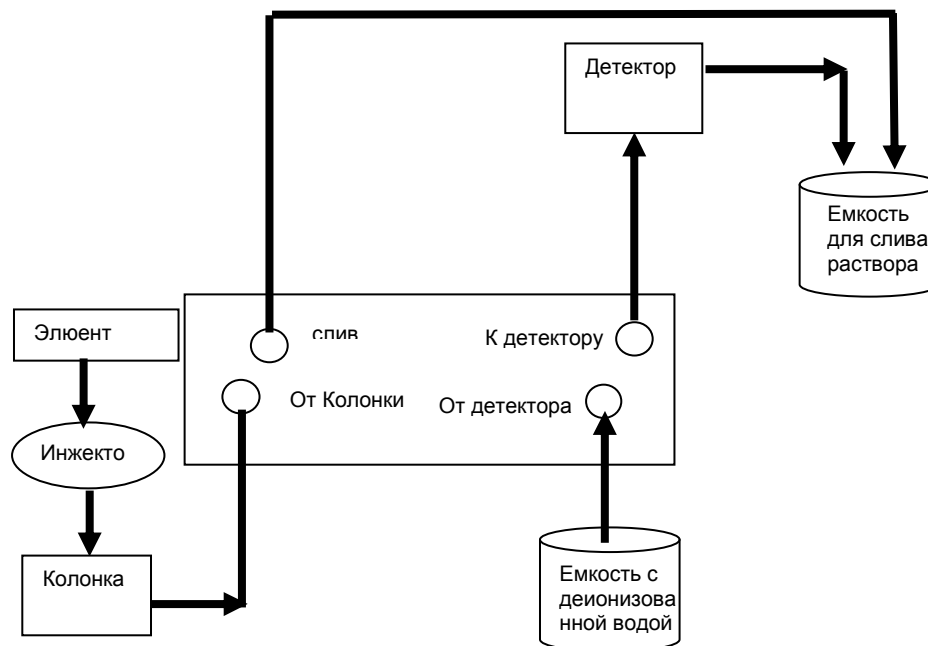 Детектор
Емкость
для слива
раствора
Элюент
слив
К детектору
От Колонки
От детектора
Инжекто
Колонка
Емкость с
деионизова
нной водой